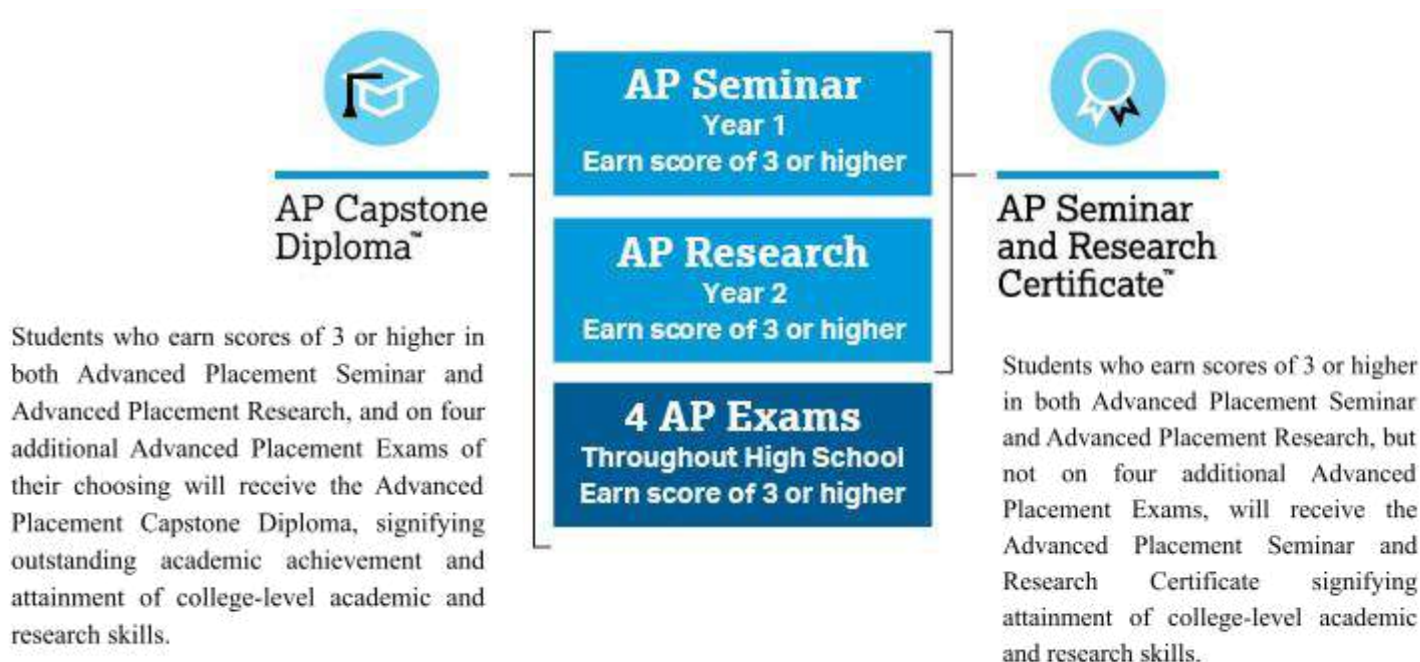 AP Capstone
Diploma™
Students who earn scores of 3 or higher in
both Advanced Placement Seminar and
Advanced Placement Research, and on four
additional Advanced Placement Exams of
their choosing will receive the Advanced
Placement Capstone Diploma, signifying
outstanding academic achievement and
attainment of college-level academic and
research skills.
AP Seminar
Year 1
Earn score of 3 or higher
AP Research
Year 2
Earn score of 3 or higher
4 AP Exams
Throughout High School
Earn score of 3 or higher
AP Seminar
and Research
Certificate™
Students who earn scores of 3 or higher
in both Advanced Placement Seminar
and Advanced Placement Research, but
not on four additional Advanced
Placement Exams, will receive the
Advanced Placement Seminar and
Research Certificate signifying
attainment of college-level academic
and research skills.